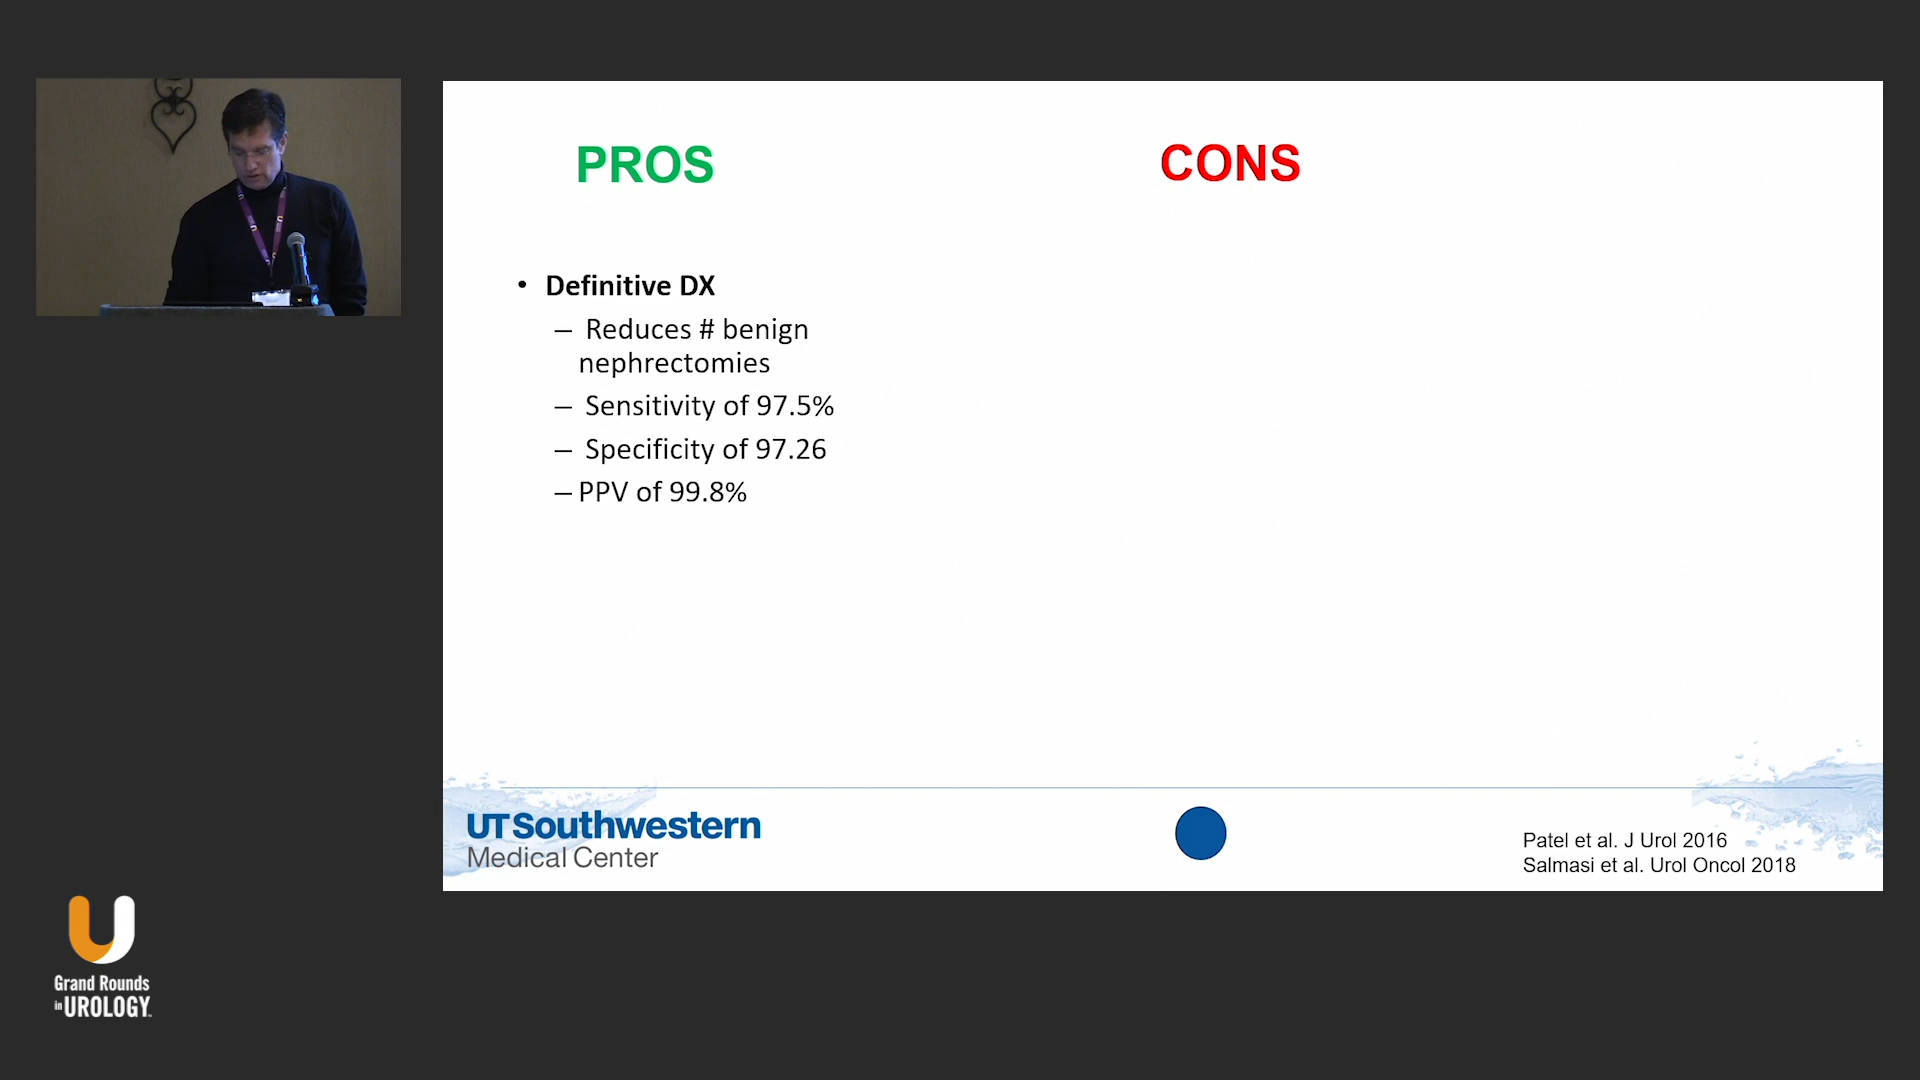 PROS
CONS
• Definitive DX
– Reduces # benign
nephrectomies
– Sensitivity of 97.5%
– Specificity of 97.26
– PPV of 99.8%
UT Southwestern
Medical Center
Patel et al. J Urol 2016
Salmasi et al. Urol Oncol 2018
Grand Rounds
in UROLOGY